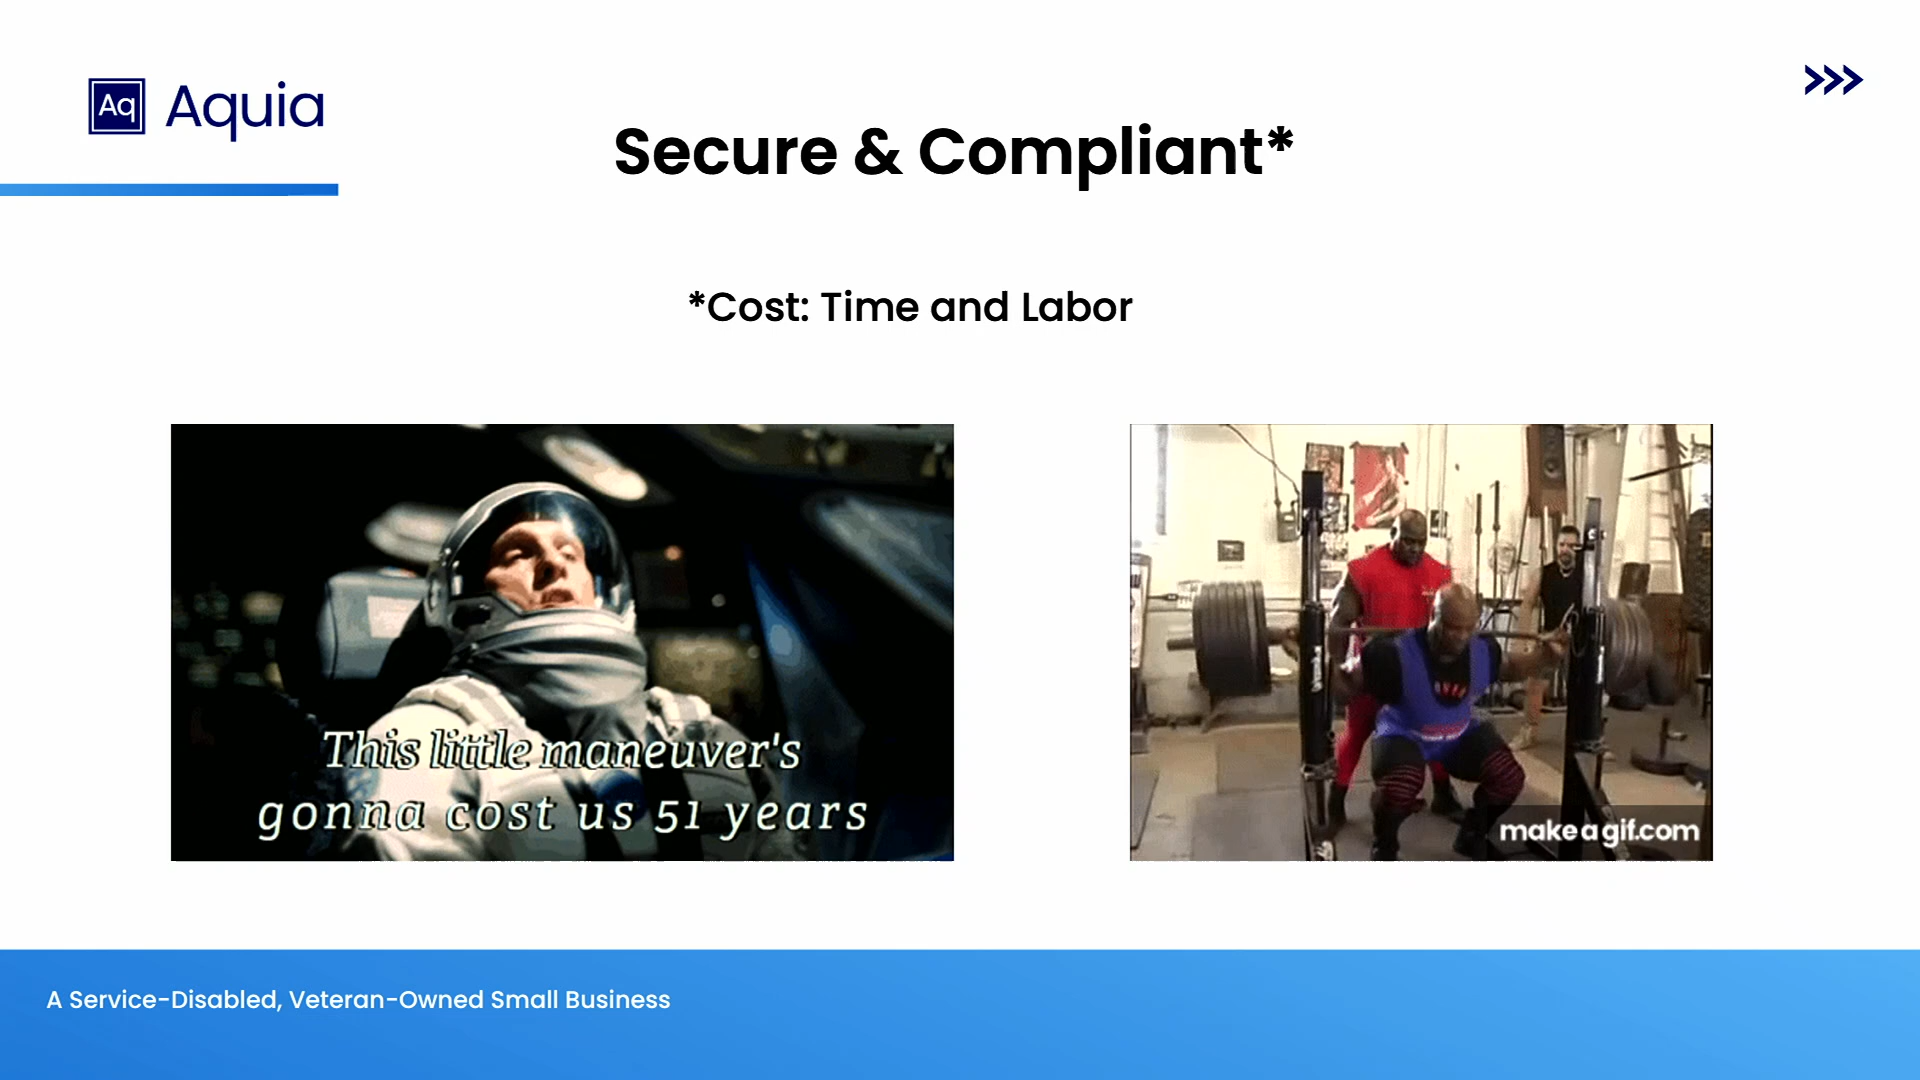 Aq Aquia
Secure & Compliant*
*Cost: Time and Labor
This little maneuver's
gonna cost us 51 years
makeagif.com
A Service-Disabled, Veteran-Owned Small Business